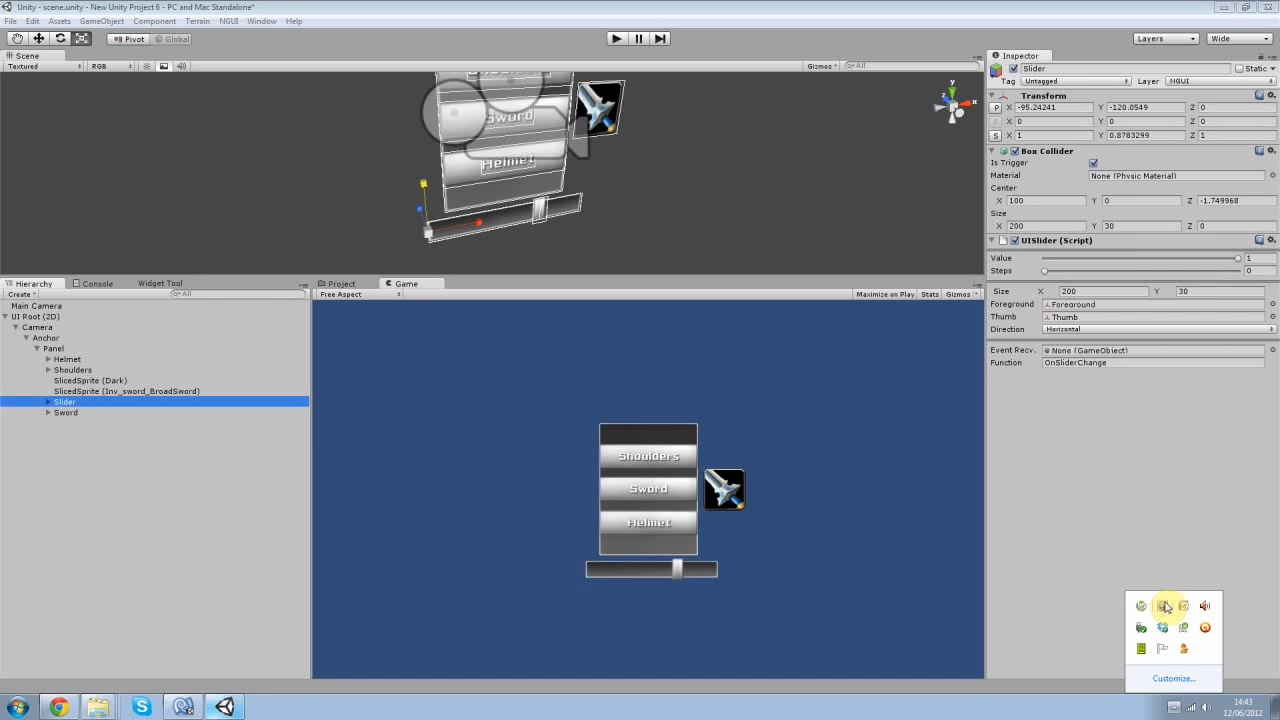 Unity - scene.unity - New Unity Project 6 - PC and Mac Standalone*
File Edit Assets GameObject Component Terrain NGUI Window Help
Pivot Global Layers Wide
Scene
Textured RGB Gizmos All
Sword
Helmet
Hierarchy Console Widget Tool
Create All
Main Camera
UI Root (2D)
Camera
Anchor
Panel
Helmet
Shoulders
SlicedSprite (Dark)
SlicedSprite (Inv_sword_BroadSword)
Slider
Sword
Project Game
Free Aspect Maximize on Play Stats Gizmos
Shoulders
Sword
Helmet
Inspector
Slider Static
Tag Untagged Layer NGUI
Transform
P X -95.24241 Y -120.0549 Z 0
R X 0 Y 0 Z 0
S X 1 Y 0.8783299 Z 1
Box Collider
Is Trigger
Material None (Physic Material)
Center
X 100 Y 0 Z -1.749968
Size
X 200 Y 30 Z 0
UISlider (Script)
Value 1
Steps 0
Size X 200 Y 30
Foreground Foreground
Thumb Thumb
Direction Horizontal
Event Recv. None (GameObject)
Function OnSliderChange
Customize...
14:43
12/06/2012